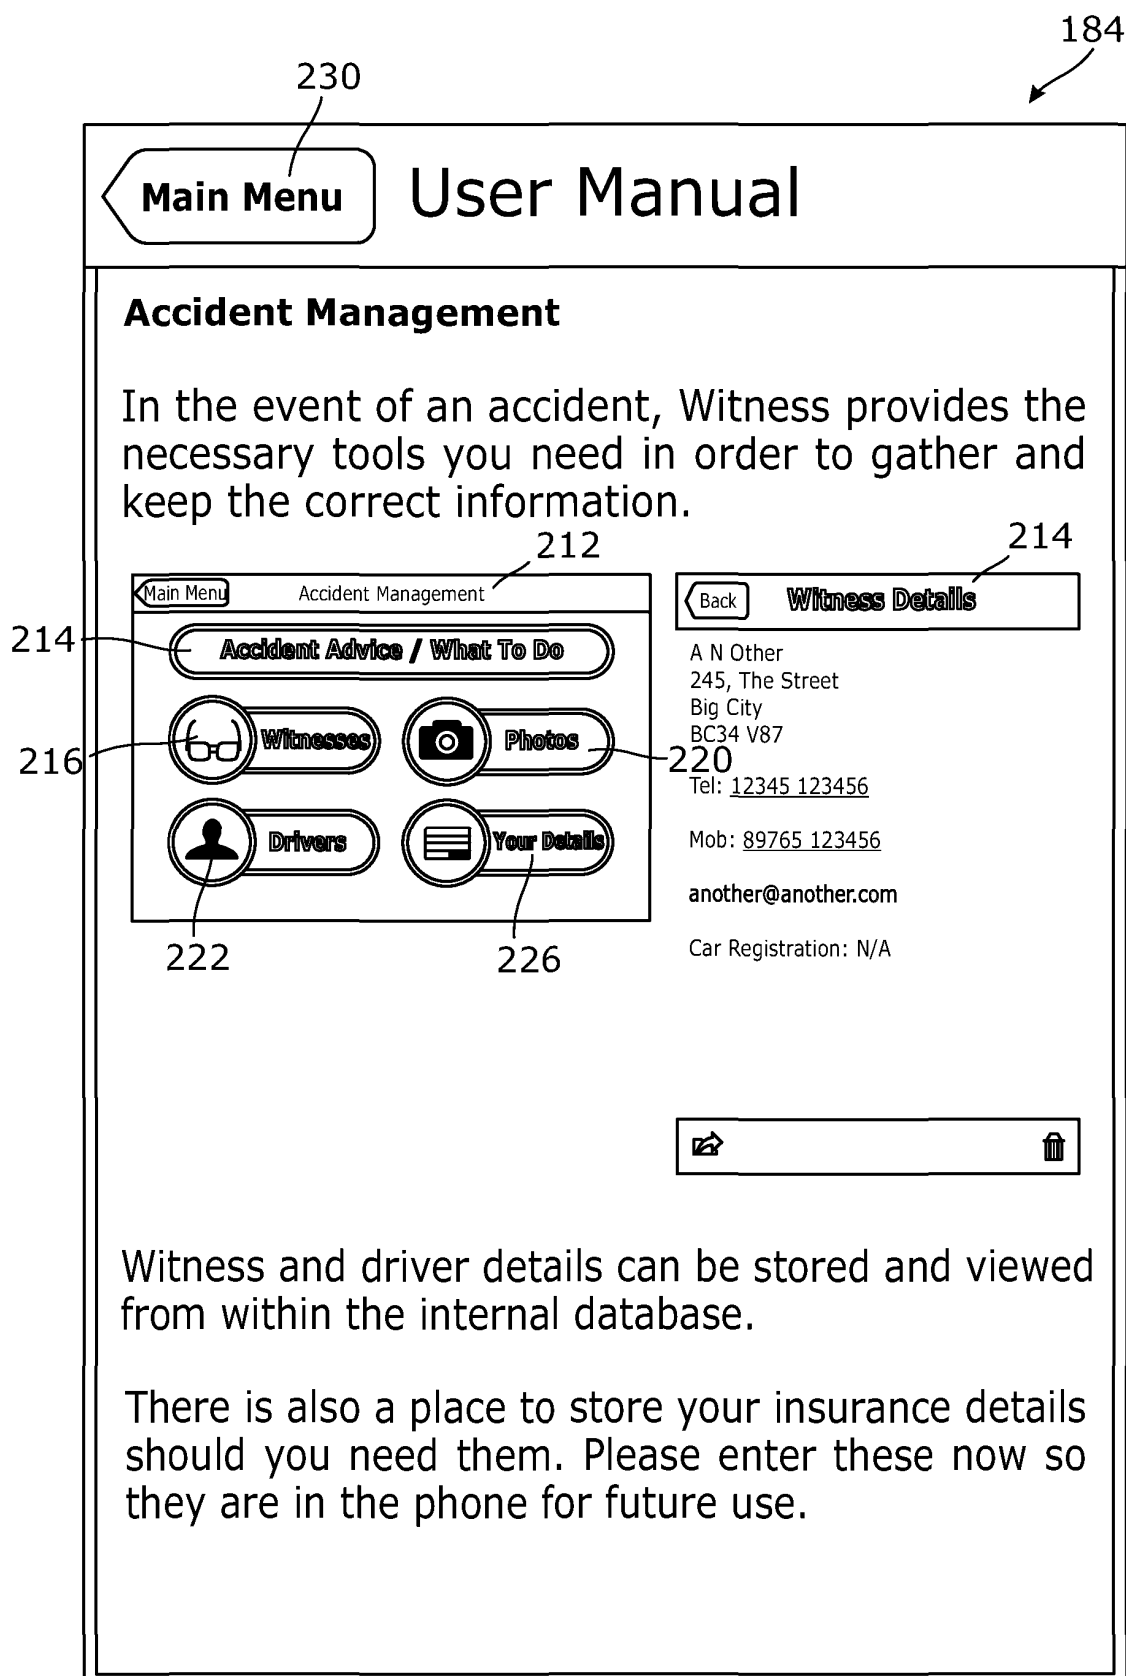 184
230
Main Menu
User Manual
Accident Management
In the event of an accident, Witness provides the
necessary tools you need in order to gather and
keep the correct information.
212
214
Main Menu
Accident Management
214
Accident Advice / What To Do
216
Witnesses
Photos
220
Drivers
Your Details
222
226
Back
Witness Details
A N Other
245, The Street
Big City
BC34 V87
Tel: 12345 123456
Mob: 89765 123456
another@another.com
Car Registration: N/A
Witness and driver details can be stored and viewed
from within the internal database.
There is also a place to store your insurance details
should you need them. Please enter these now so
they are in the phone for future use.